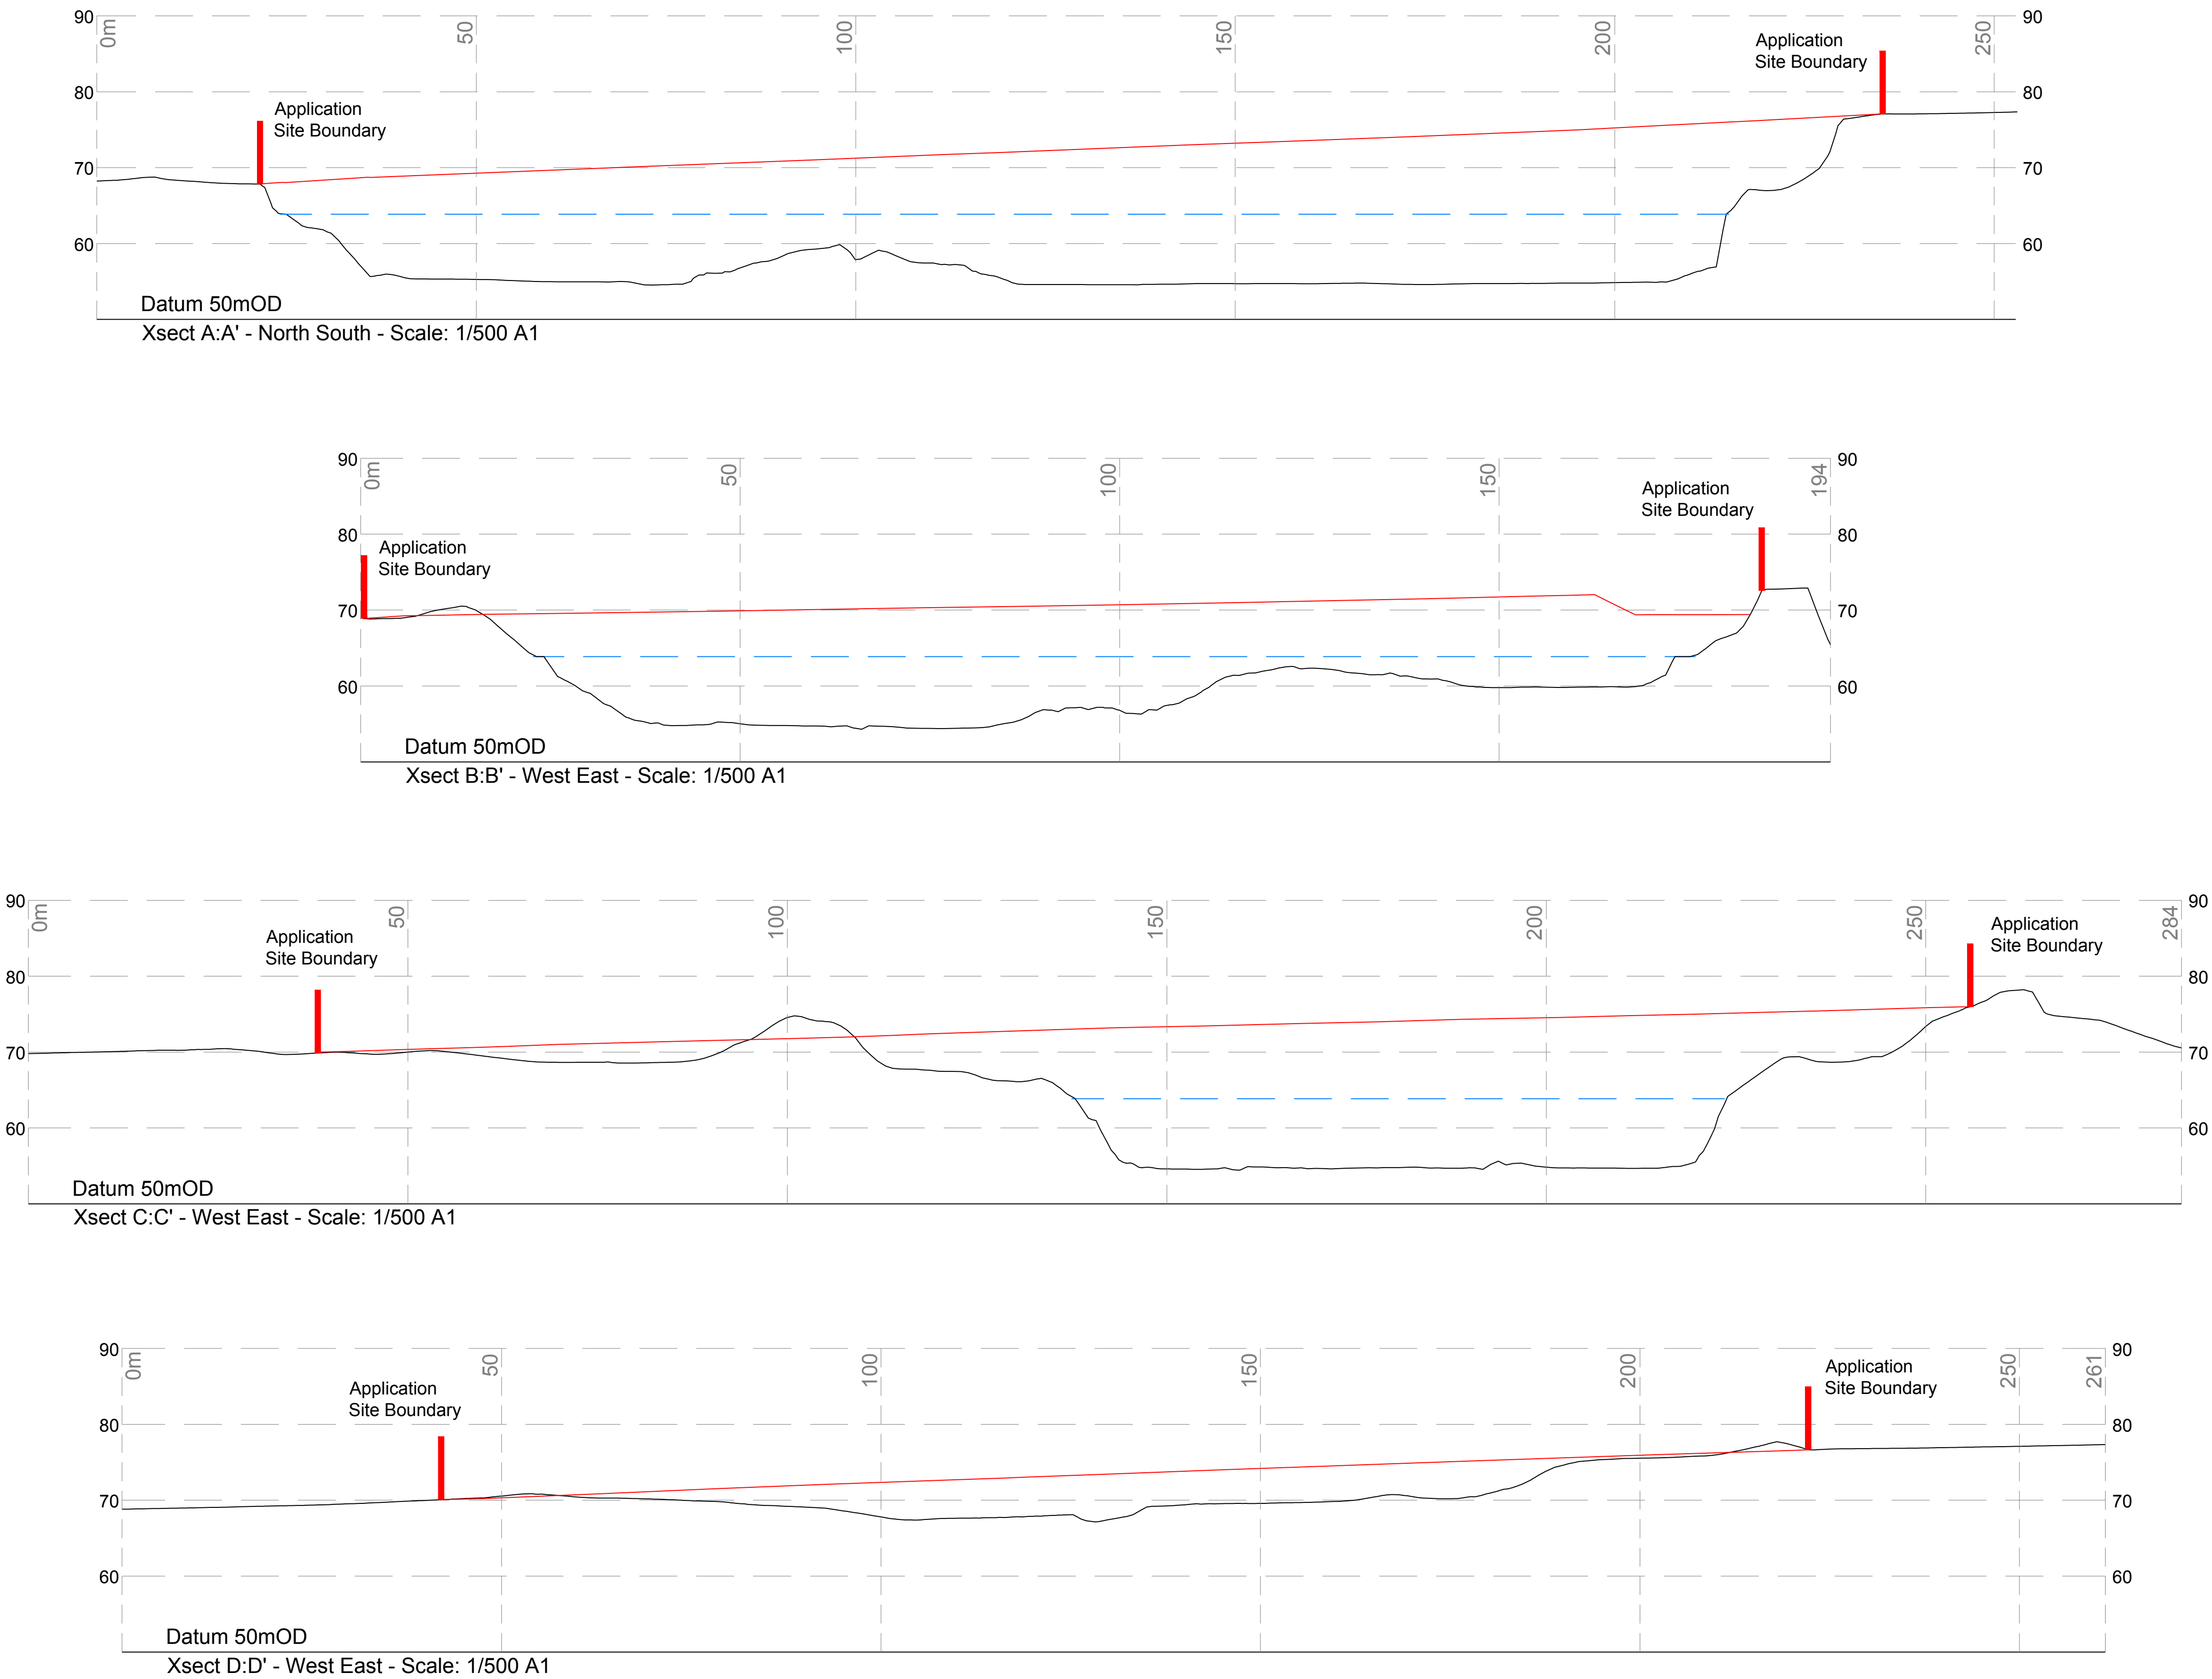 90
0m
50
100
150
200
250
90
Application
Site Boundary
80
80
Application
Site Boundary
70
70
60
60
Datum 50mOD
Xsect A:A' - North South - Scale: 1/500 A1
90
0m
50
100
150
194
90
Application
Site Boundary
80
80
Application
Site Boundary
70
70
60
60
Datum 50mOD
Xsect B:B' - West East - Scale: 1/500 A1
90
0m
50
100
150
200
250
284
90
Application
Site Boundary
Application
Site Boundary
80
80
70
70
60
60
Datum 50mOD
Xsect C:C' - West East - Scale: 1/500 A1
90
0m
50
100
150
200
250
261
90
Application
Site Boundary
Application
Site Boundary
80
80
70
70
60
60
Datum 50mOD
Xsect D:D' - West East - Scale: 1/500 A1